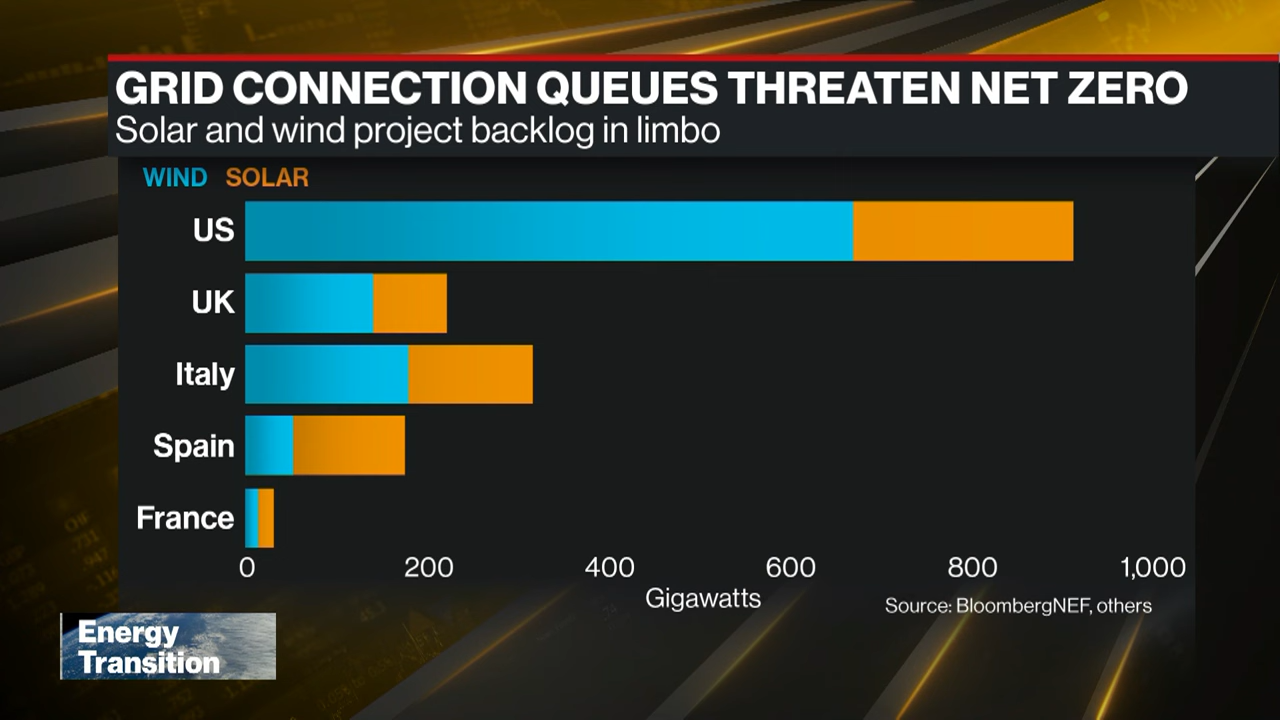 GRID CONNECTION QUEUES THREATEN NET ZERO
Solar and wind project backlog in limbo
WIND SOLAR
US
UK
Italy
Spain
France
0 200 400 600 800 1,000
Gigawatts
Source: BloombergNEF, others
Energy
Transition